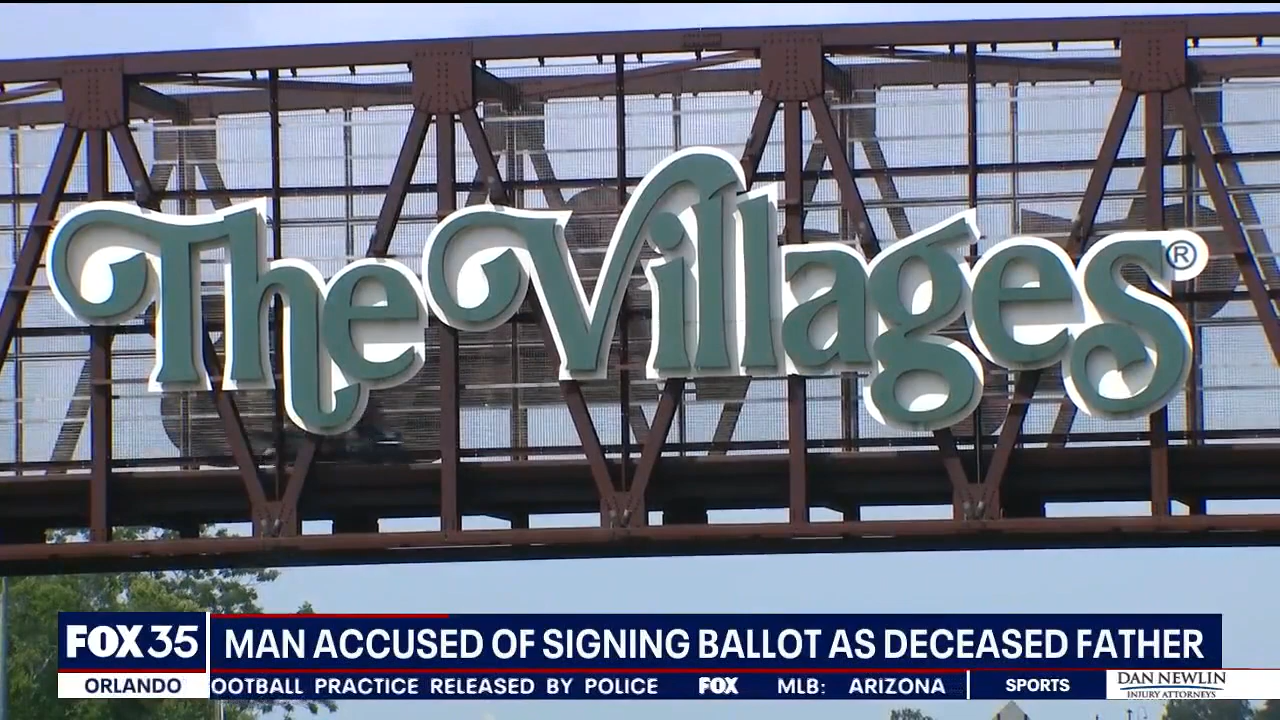 The Villages®
FOX 35
MAN ACCUSED OF SIGNING BALLOT AS DECEASED FATHER
ORLANDO
OOTBALL PRACTICE RELEASED BY POLICE FOX MLB: ARIZONA
SPORTS
DAN NEWLIN
INJURY ATTORNEYS